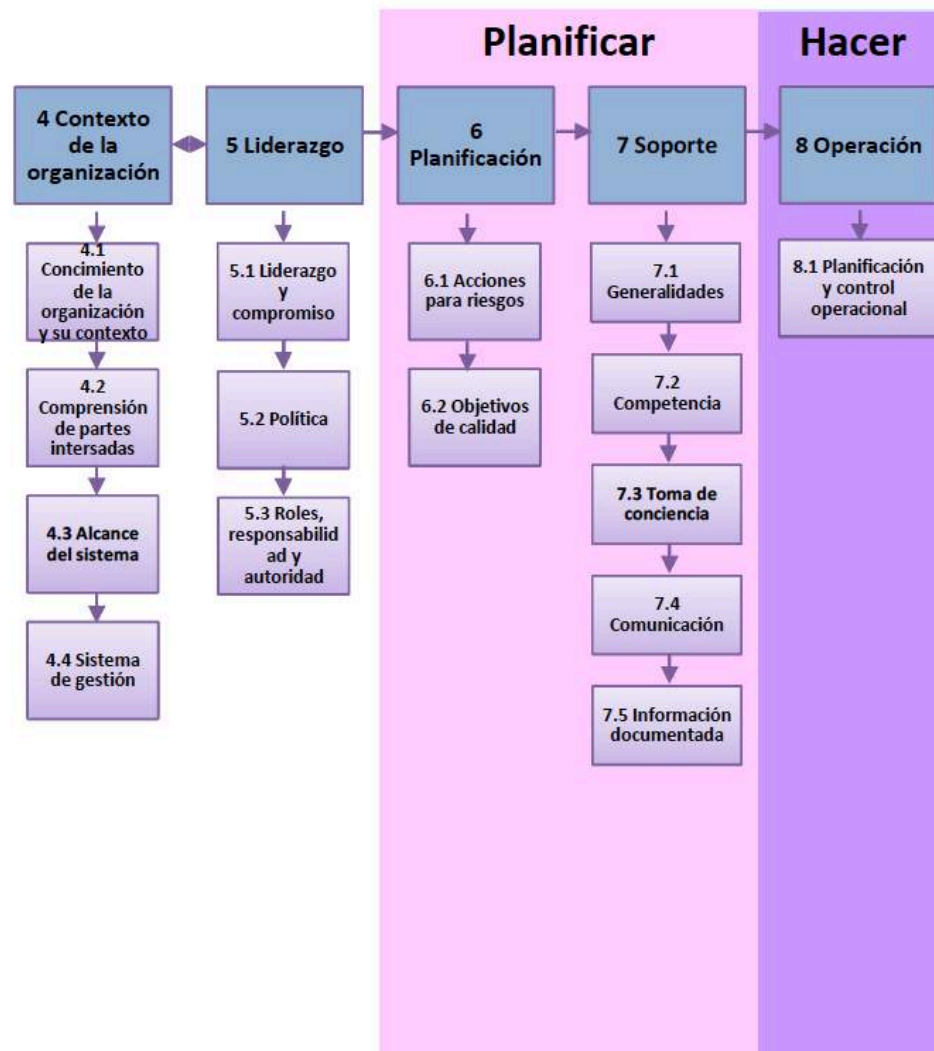 Planificar
Hacer
4 Contexto
de la
organización
5 Liderazgo
6
Planificación
7 Soporte
8 Operación
4.1
Concimiento
de la
organización
y su contexto
4.2
Comprensión
de partes
intersadas
4.3 Alcance
del sistema
4.4 Sistema
de gestión
5.1 Liderazgo
y
compromiso
5.2 Política
5.3 Roles,
responsabilid
ad y
autoridad
6.1 Acciones
para riesgos
6.2 Objetivos
de calidad
7.1
Generalidades
7.2
Competencia
7.3 Toma de
conciencia
7.4
Comunicación
7.5 Información
documentada
8.1 Planificación
y control
operacional